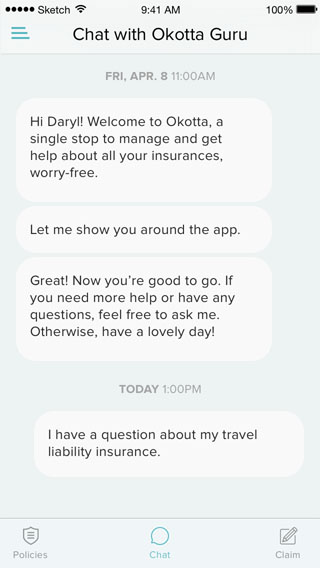 Sketch 9:41 AM 100%
Chat with Okotta Guru
FRI, APR. 8 11:00AM
Hi Daryl! Welcome to Okotta, a
single stop to manage and get
help about all your insurances,
worry-free.
Let me show you around the app.
Great! Now you’re good to go. If
you need more help or have any
questions, feel free to ask me.
Otherwise, have a lovely day!
TODAY 1:00PM
I have a question about my travel
liability insurance.
Policies Chat Claim